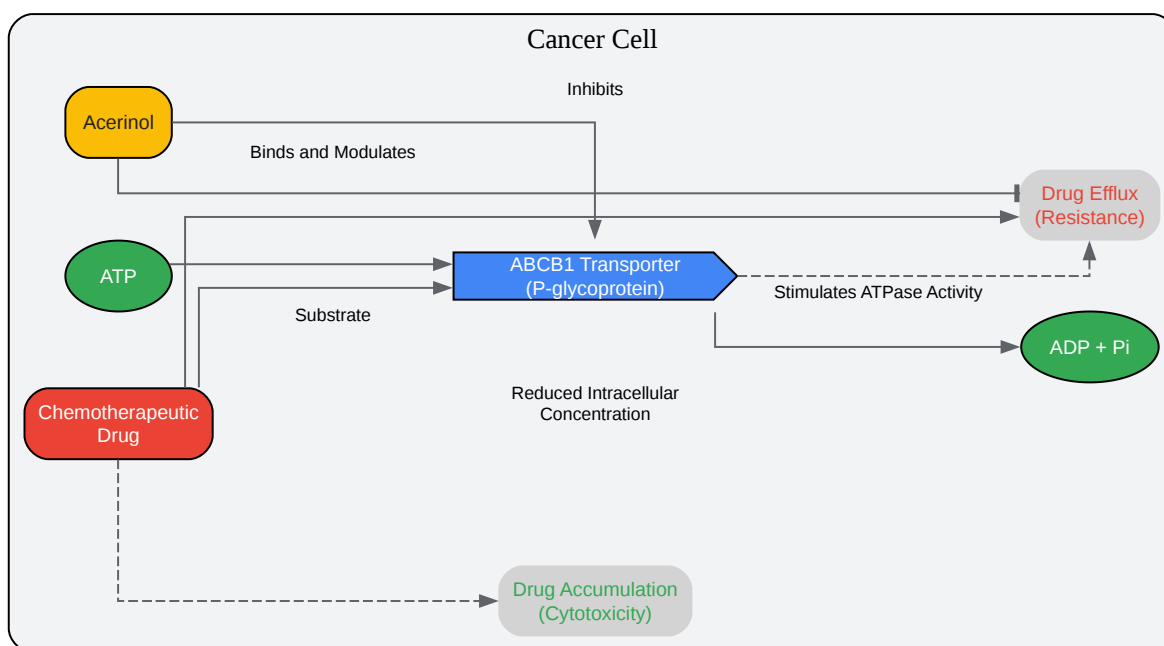 Cancer Cell
Inhibits
Acerinol
Binds and Modulates
Drug Efflux
(Resistance)
ATP
ABCB1 Transporter
(P-glycoprotein)
Stimulates ATPase Activity
Substrate
ADP + Pi
Reduced Intracellular
Concentration
Chemotherapeutic
Drug
Drug Accumulation
(Cytotoxicity)